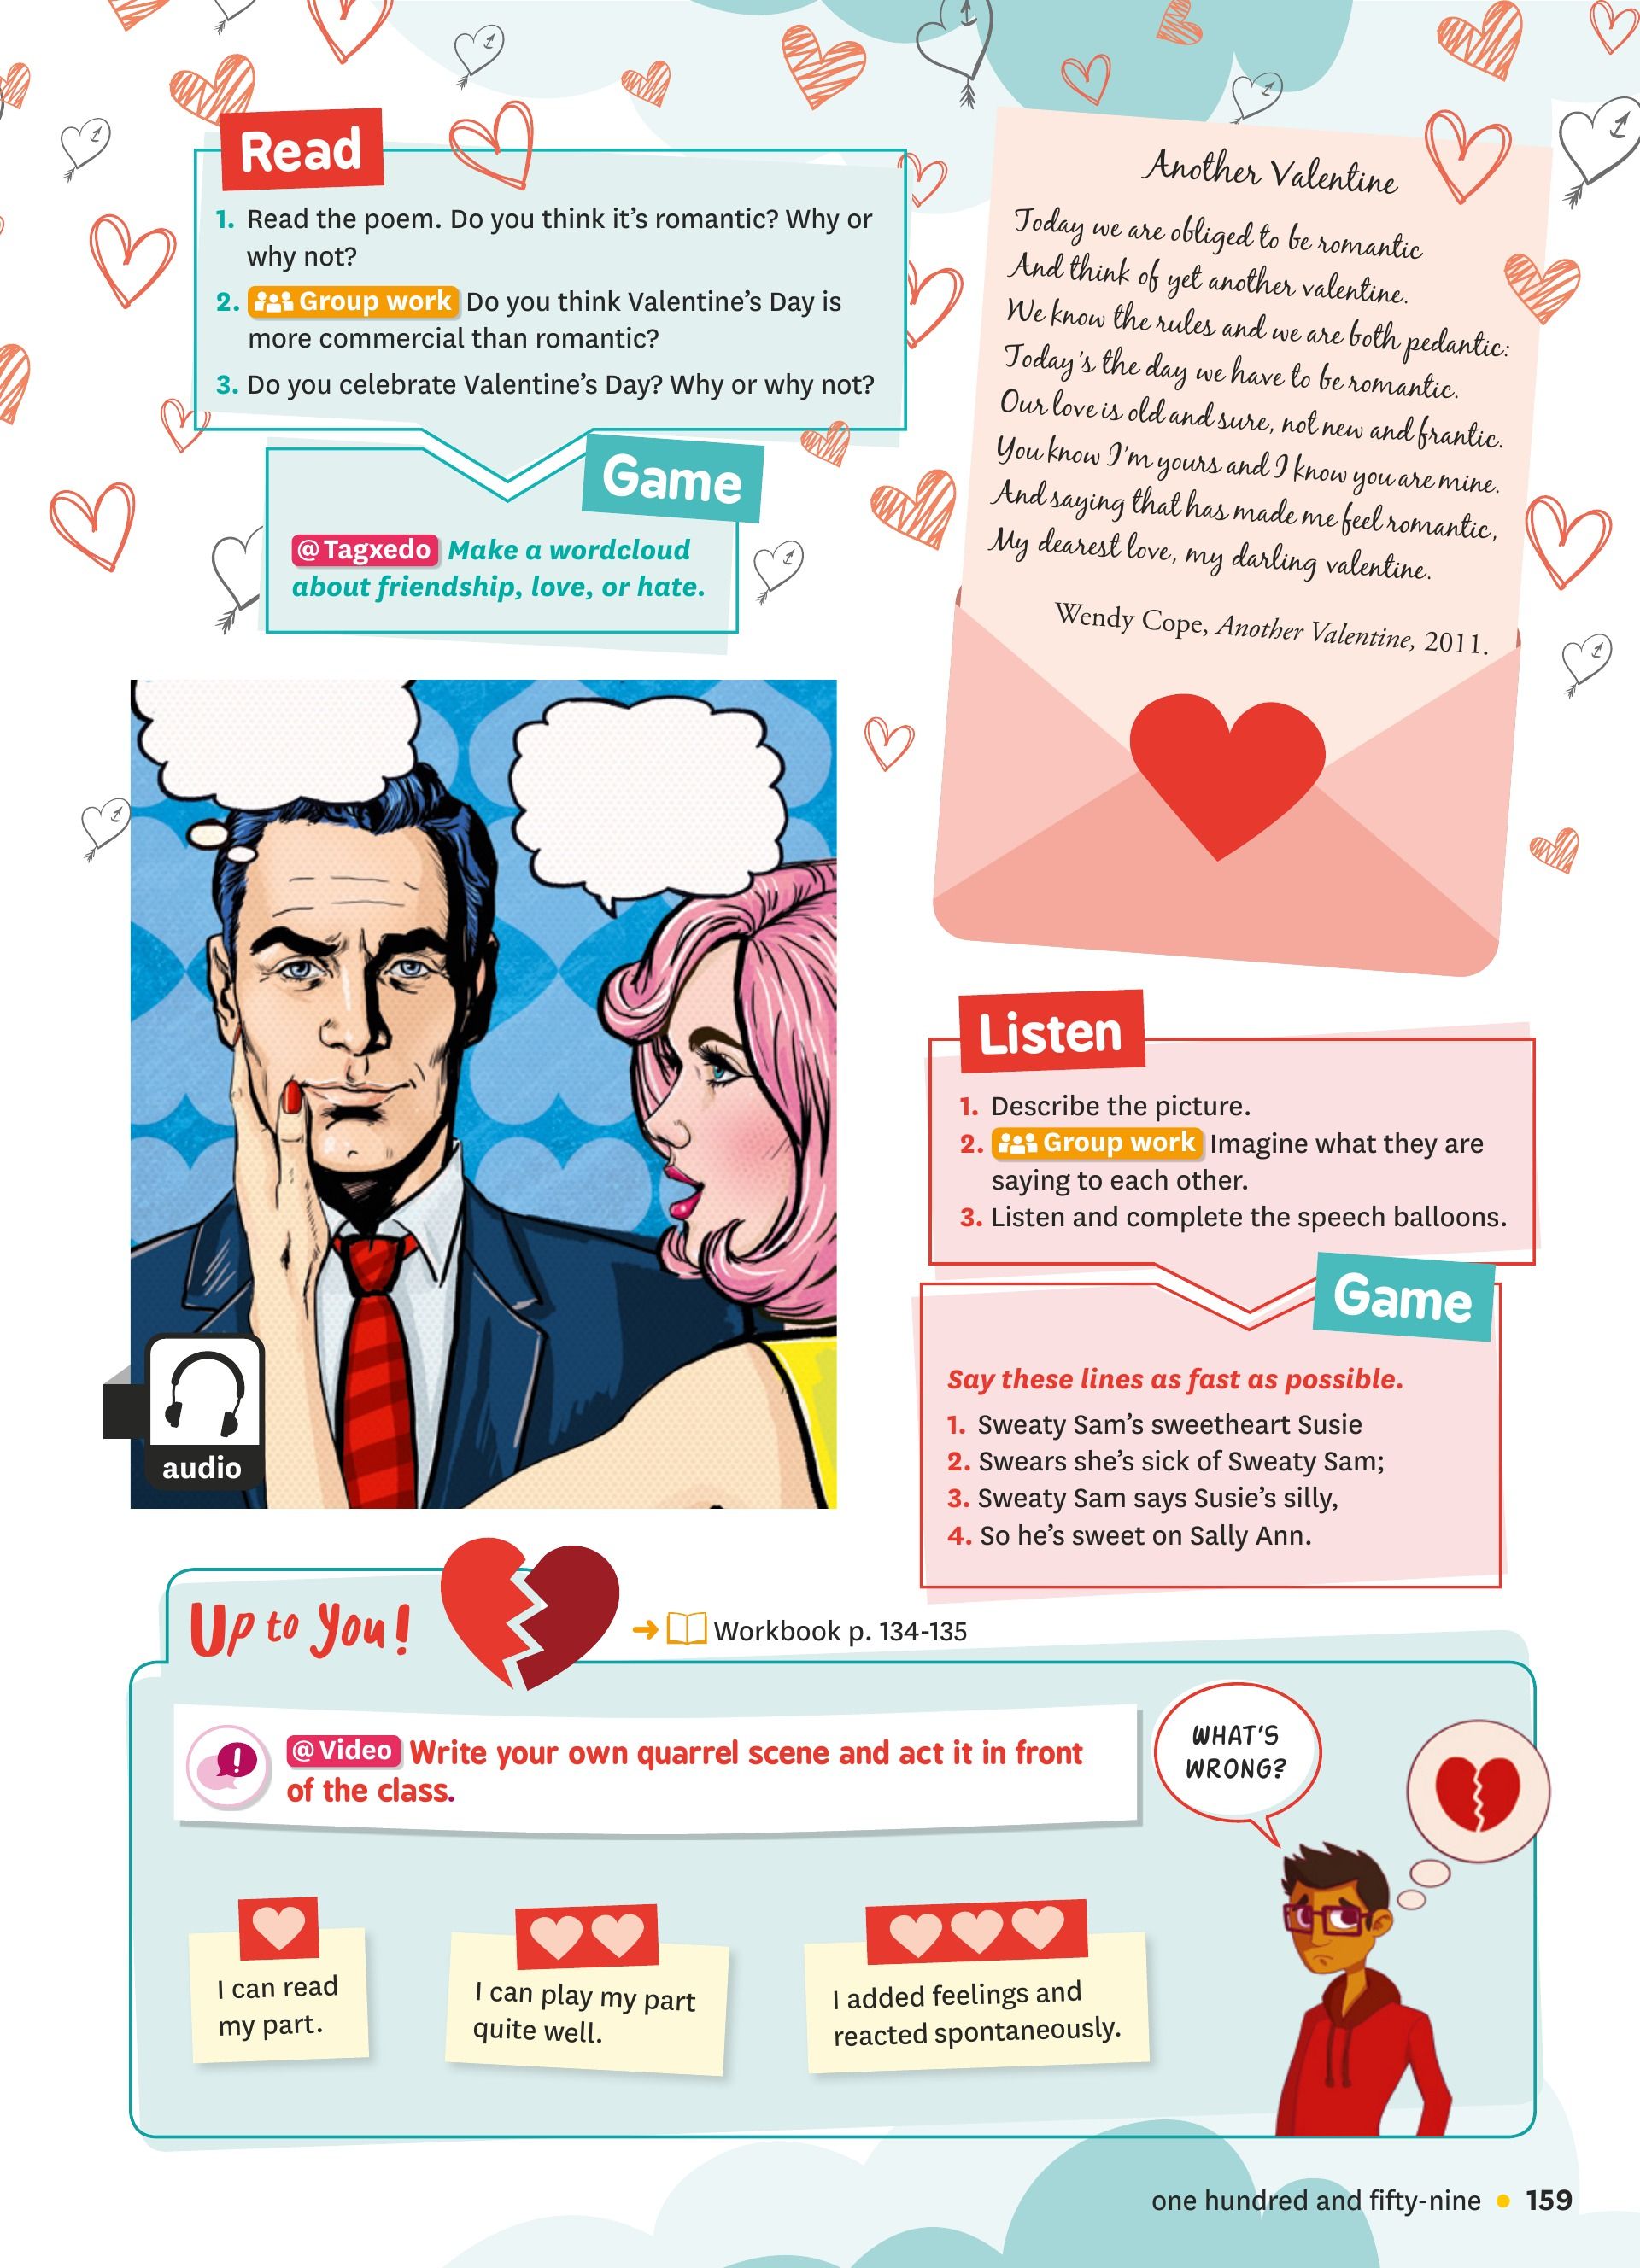 Read
1. Read the poem. Do you think it's romantic? Why or
why not?
2. Group work Do you think Valentine's Day is
more commercial than romantic?
3. Do you celebrate Valentine's Day? Why or why not?
Game
@Tagxedo Make a wordcloud
about friendship, love, or hate.
Another Valentine
Today we are obliged to be romantic
And think of yet another valentine.
We know the rules and we are both pedantic:
Today's the day we have to be romantic.
Our love is old and sure, not new and frantic.
You know I'm yours and I know you are mine.
And saying that has made me feel romantic,
My dearest love, my darling valentine.
Wendy Cope, Another Valentine, 2011.
audio
Listen
1. Describe the picture.
2. Group work Imagine what they are
saying to each other.
3. Listen and complete the speech balloons.
Game
Say these lines as fast as possible.
1. Sweaty Sam's sweetheart Susie
2. Swears she's sick of Sweaty Sam;
3. Sweaty Sam says Susie's silly,
4. So he's sweet on Sally Ann.
Up to You!
Workbook p. 134-135
@Video Write your own quarrel scene and act it in front
of the class.
WHAT'S
WRONG?
I can read
my part.
I can play my part
quite well.
I added feelings and
reacted spontaneously.
one hundred and fifty-nine • 159